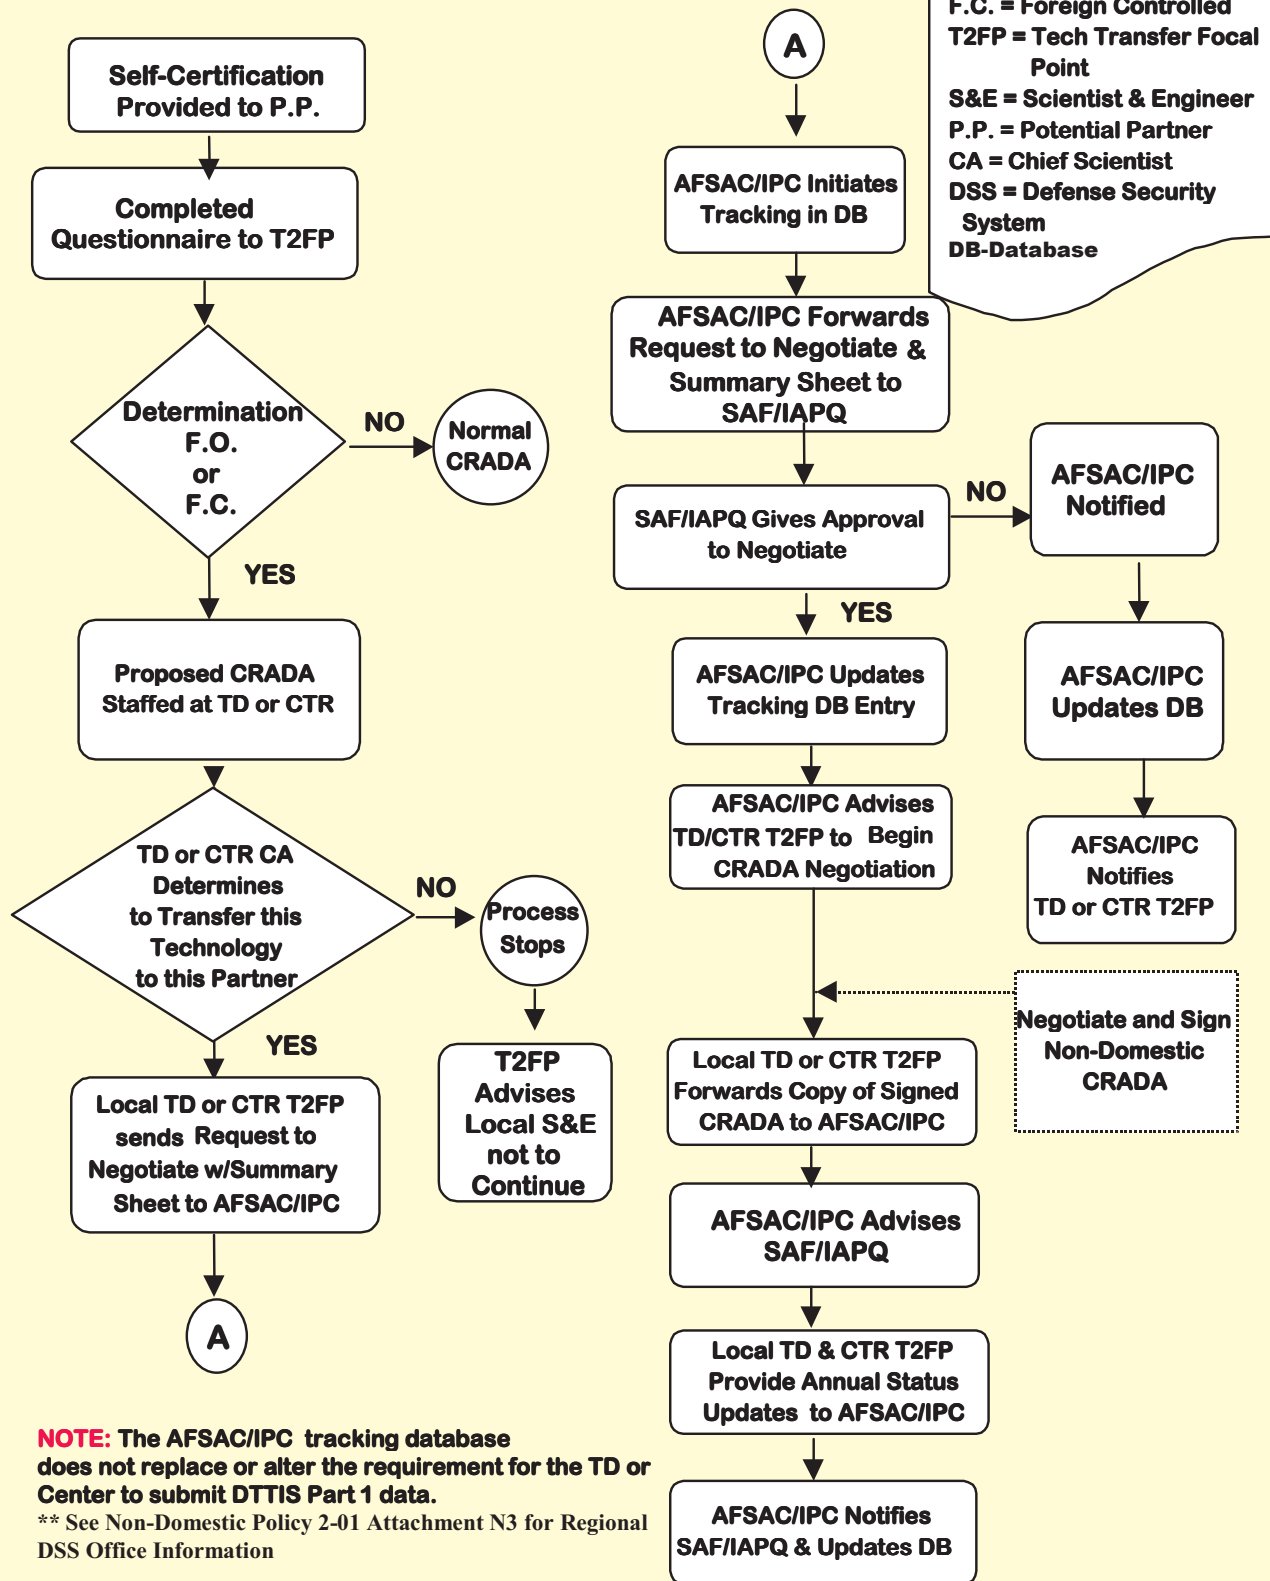 Self-Certification
Provided to P.P.
Completed
Questionnaire to T2FP
Determination
F.O.
or
F.C.
NO
Normal
CRADA
YES
Proposed CRADA
Staffed at TD or CTR
TD or CTR CA
Determines
to Transfer this
Technology
to this Partner
NO
Process
Stops
T2FP
Advises
Local S&E
not to
Continue
YES
Local TD or CTR T2FP
sends Request to
Negotiate w/Summary
Sheet to AFSAC/IPC
A
NOTE: The AFSAC/IPC tracking database
does not replace or alter the requirement for the TD or
Center to submit DTTIS Part 1 data.
** See Non-Domestic Policy 2-01 Attachment N3 for Regional
DSS Office Information
A
AFSAC/IPC Initiates
Tracking in DB
AFSAC/IPC Forwards
Request to Negotiate &
Summary Sheet to
SAF/IAPQ
SAF/IAPQ Gives Approval
to Negotiate
NO
AFSAC/IPC
Notified
AFSAC/IPC
Updates DB
AFSAC/IPC
Notifies
TD or CTR T2FP
YES
AFSAC/IPC Updates
Tracking DB Entry
AFSAC/IPC Advises
TD/CTR T2FP to Begin
CRADA Negotiation
Negotiate and Sign
Non-Domestic
CRADA
Local TD or CTR T2FP
Forwards Copy of Signed
CRADA to AFSAC/IPC
AFSAC/IPC Advises
SAF/IAPQ
Local TD & CTR T2FP
Provide Annual Status
Updates to AFSAC/IPC
AFSAC/IPC Notifies
SAF/IAPQ & Updates DB
F.C. = Foreign Controlled
T2FP = Tech Transfer Focal
Point
S&E = Scientist & Engineer
P.P. = Potential Partner
CA = Chief Scientist
DSS = Defense Security
System
DB-Database